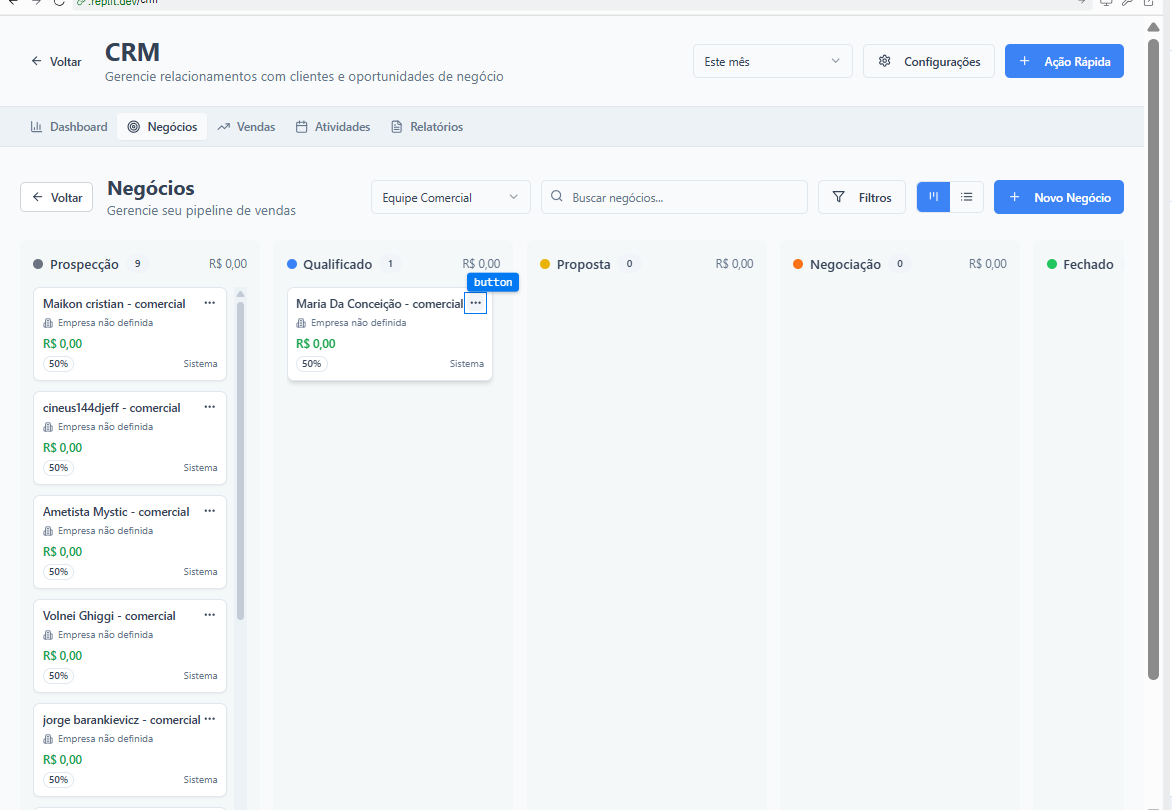 .replit.dev/crm
Voltar
CRM
Gerencie relacionamentos com clientes e oportunidades de negócio
Este mês
Configurações
Ação Rápida
Dashboard
Negócios
Vendas
Atividades
Relatórios
Voltar
Negócios
Gerencie seu pipeline de vendas
Equipe Comercial
Buscar negócios...
Filtros
Novo Negócio
Prospecção 9 R$ 0,00
Maikon cristian - comercial ...
Empresa não definida
R$ 0,00
50% Sistema
cineus144djeff - comercial ...
Empresa não definida
R$ 0,00
50% Sistema
Ametista Mystic - comercial ...
Empresa não definida
R$ 0,00
50% Sistema
Volnei Ghiggi - comercial ...
Empresa não definida
R$ 0,00
50% Sistema
jorge barankievicz - comercial ...
Empresa não definida
R$ 0,00
50% Sistema
Qualificado 1 R$ 0,00
button
Maria Da Conceição - comercial ...
Empresa não definida
R$ 0,00
50% Sistema
Proposta 0 R$ 0,00
Negociação 0 R$ 0,00
Fechado